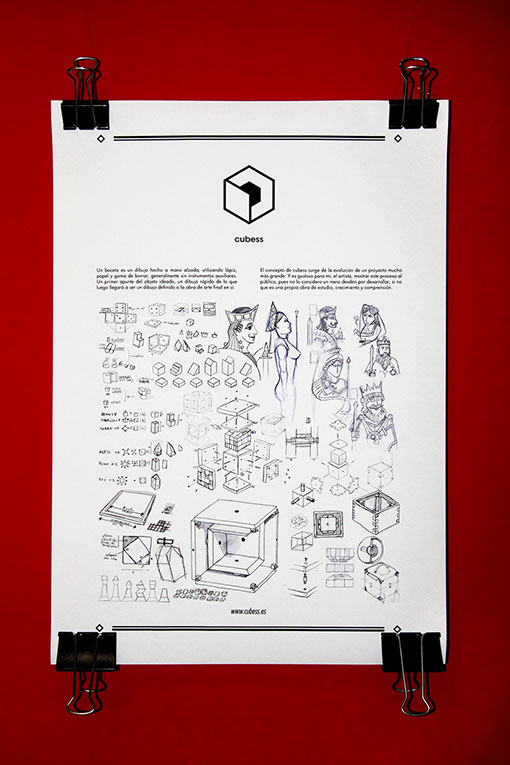 cubess
Un boceto es un dibujo hecho a mano alzada, utilizando lápiz,
papel y goma de borrar, generalmente sin instrumentos auxiliares.
Un primer apunte del objeto ideado, un dibujo rápido de lo que
luego llegará a ser un dibujo definido o la obra de arte final en sí.
El concepto de cubess surge de la evolución de un proyecto mucho
más grande. Y es gustoso para mí, el artista, mostrar este proceso al
público, pues no lo considero un mero desdén por desarrollar, si no
que es una propia obra de estudio, crecimiento y comprensión.
TORRE
ALFIL
www.cubess.es